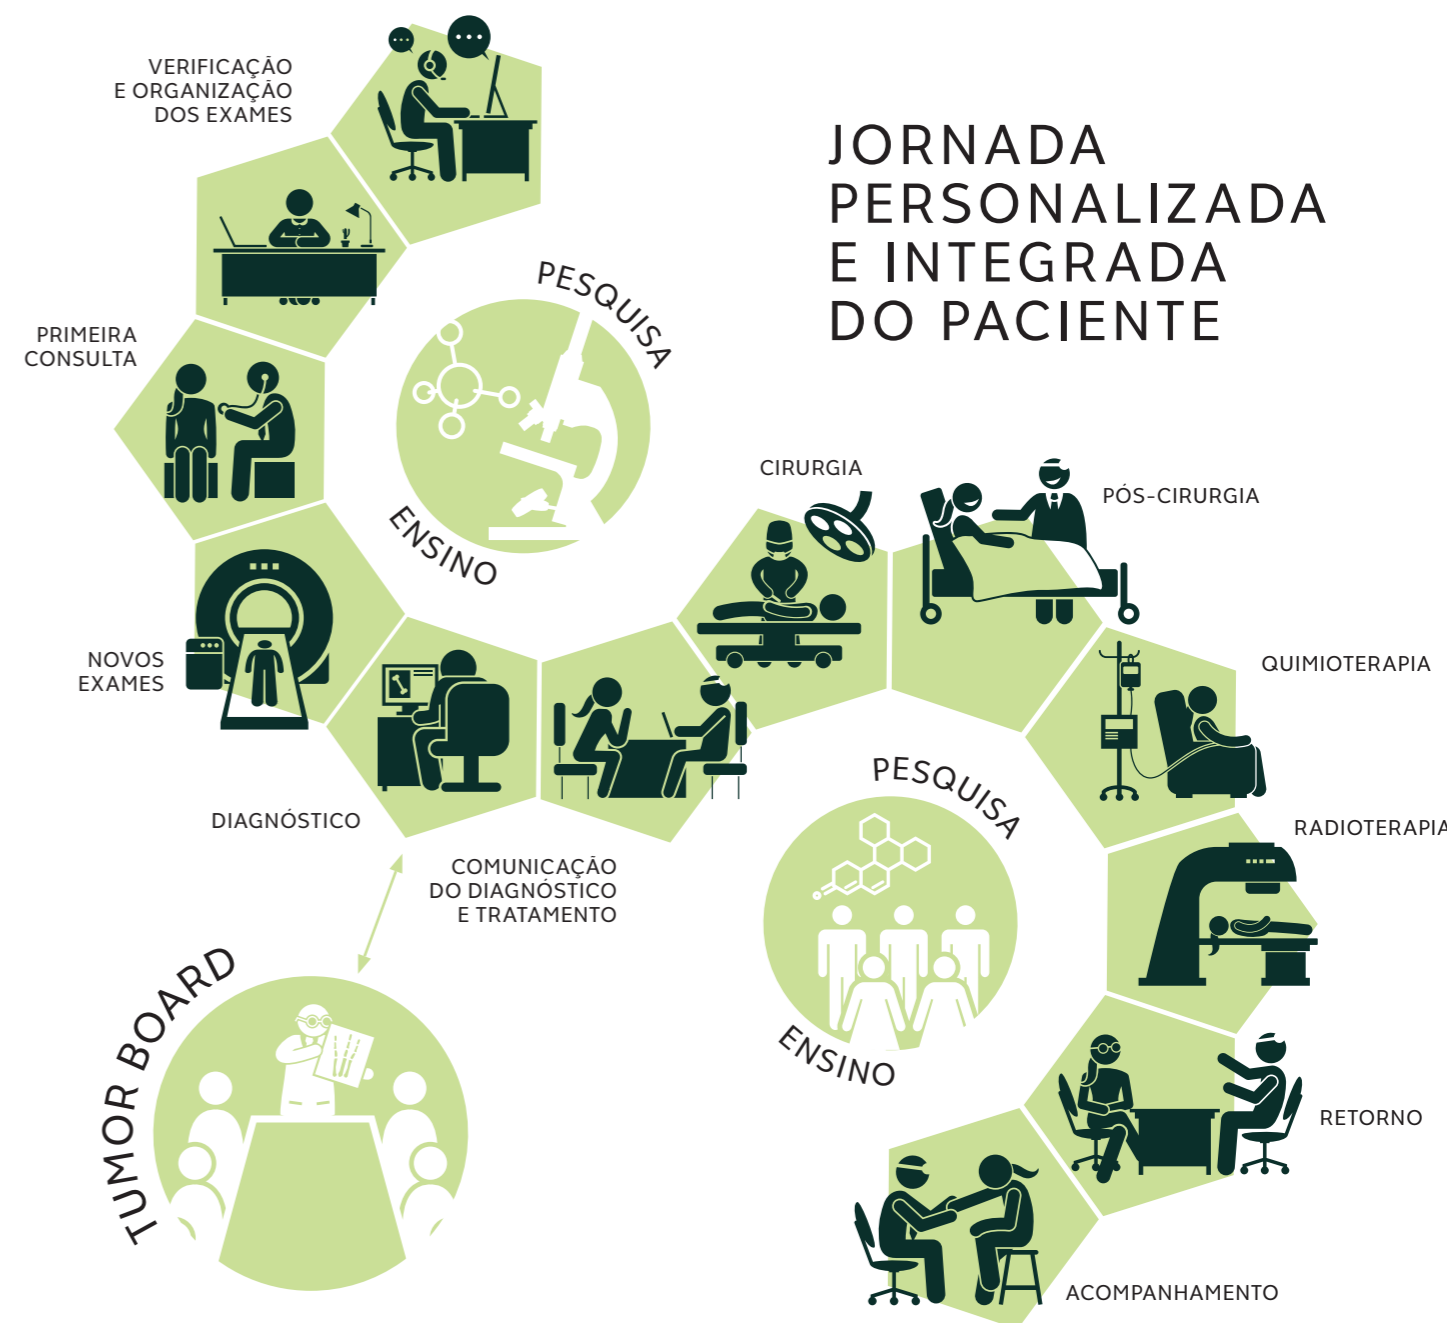 VERIFICAÇÃO
E ORGANIZAÇÃO
DOS EXAMES
JORNADA
PERSONALIZADA
E INTEGRADA
DO PACIENTE
PRIMEIRA
CONSULTA
PESQUISA
ENSINO
NOVOS
EXAMES
DIAGNÓSTICO
COMUNICAÇÃO
DO DIAGNÓSTICO
E TRATAMENTO
TUMOR BOARD
CIRURGIA
PÓS-CIRURGIA
QUIMIOTERAPIA
RADIOTERAPIA
PESQUISA
ENSINO
RETORNO
ACOMPANHAMENTO